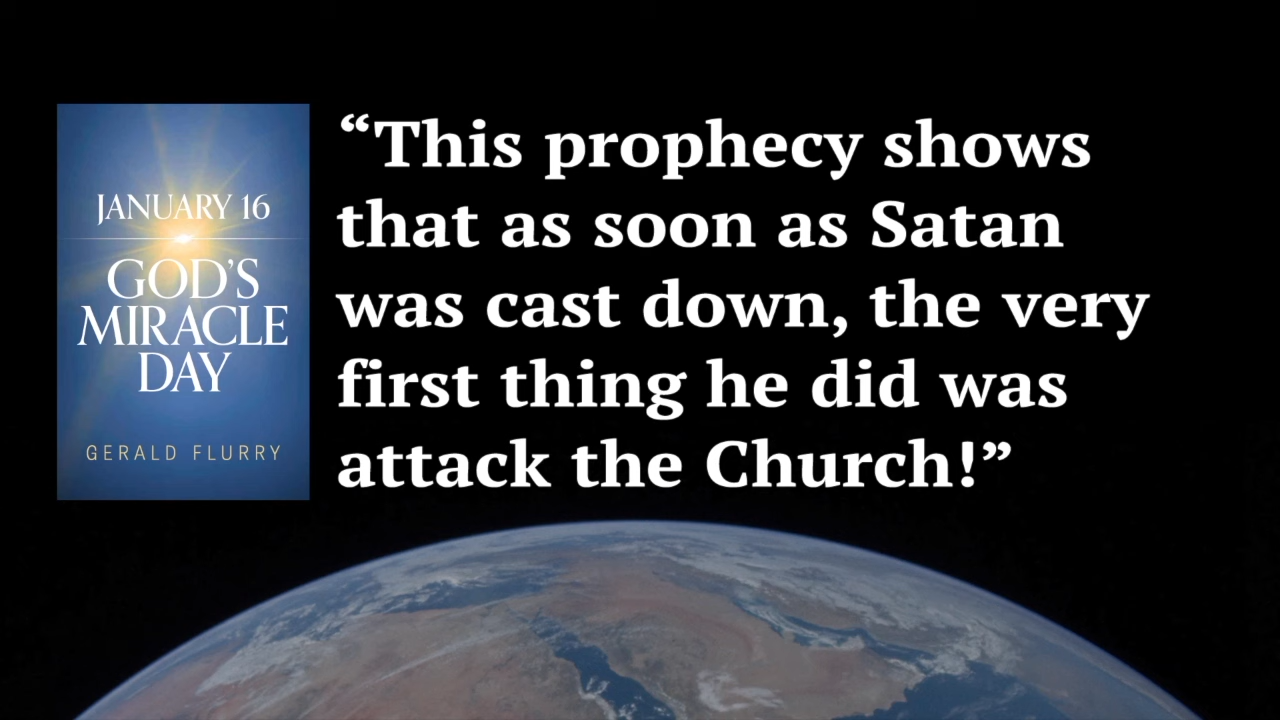 JANUARY 16
GOD'S
MIRACLE
DAY
GERALD FLURRY
“This prophecy shows
that as soon as Satan
was cast down, the very
first thing he did was
attack the Church!”